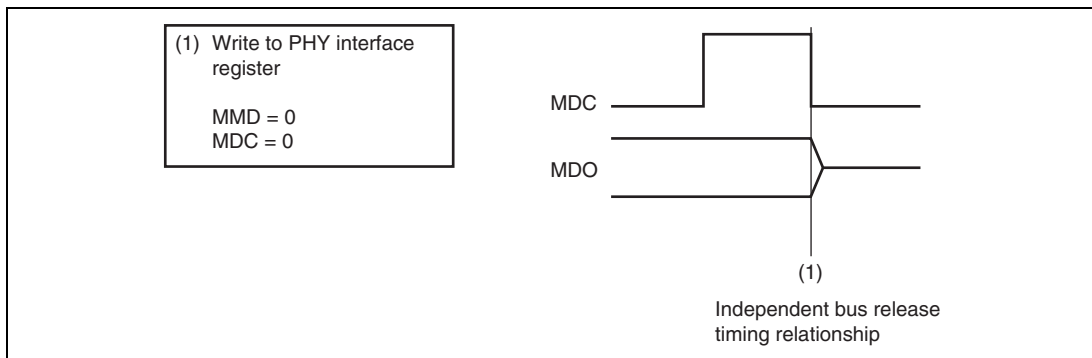 (1) Write to PHY interface
register
MMD = 0
MDC = 0
MDC
MDO
(1)
Independent bus release
timing relationship